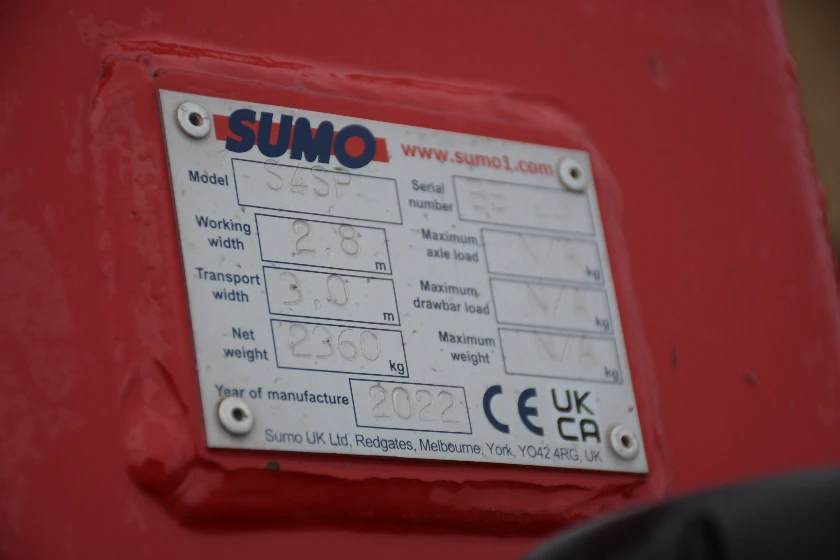 SUMO www.sumo1.com
Model S4SP Serial number
Working width 2.8 m Maximum axle load N/A kg
Transport width 3.0 m Maximum drawbar load N/A kg
Net weight 2360 kg Maximum weight N/A kg
Year of manufacture 2022 CE UK CA
Sumo UK Ltd, Redgates, Melbourne, York, YO42 4RG, UK